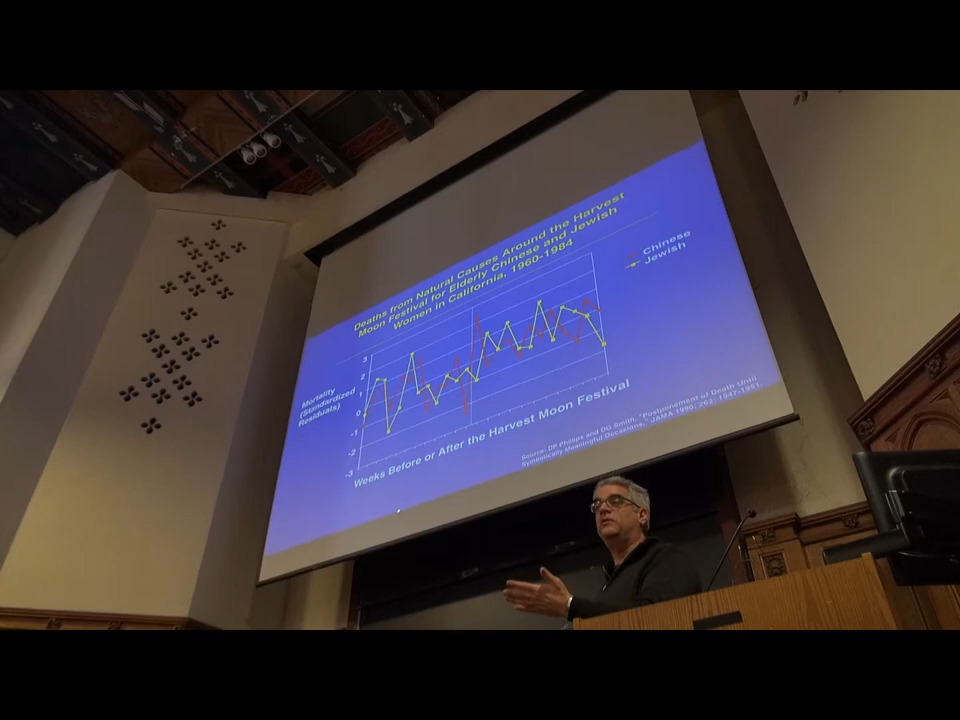 Deaths from Natural Causes Around the Harvest
Moon Festival for Elderly Chinese and Jewish
Women in California, 1960-1984
Chinese
Jewish
Mortality
(Standardized
Residuals)
3
2
1
0
-1
-2
-3
Weeks Before or After the Harvest Moon Festival
Source: DP Phillips and DG Smith, "Postponement of Death Until
Symbolically Meaningful Occasions," JAMA 1990; 263: 1947-1951.